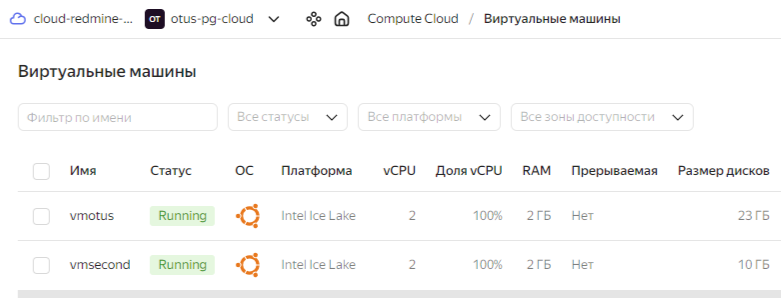 cloud-redmine-... от otus-pg-cloud Compute Cloud / Виртуальные машины
Виртуальные машины
Фильтр по имени Все статусы Все платформы Все зоны доступности
Имя Статус ОС Платформа vCPU Доля vCPU RAM Прерываемая Размер дисков
vmotus Running Intel Ice Lake 2 100% 2 ГБ Нет 23 ГБ
vmsecond Running Intel Ice Lake 2 100% 2 ГБ Нет 10 ГБ